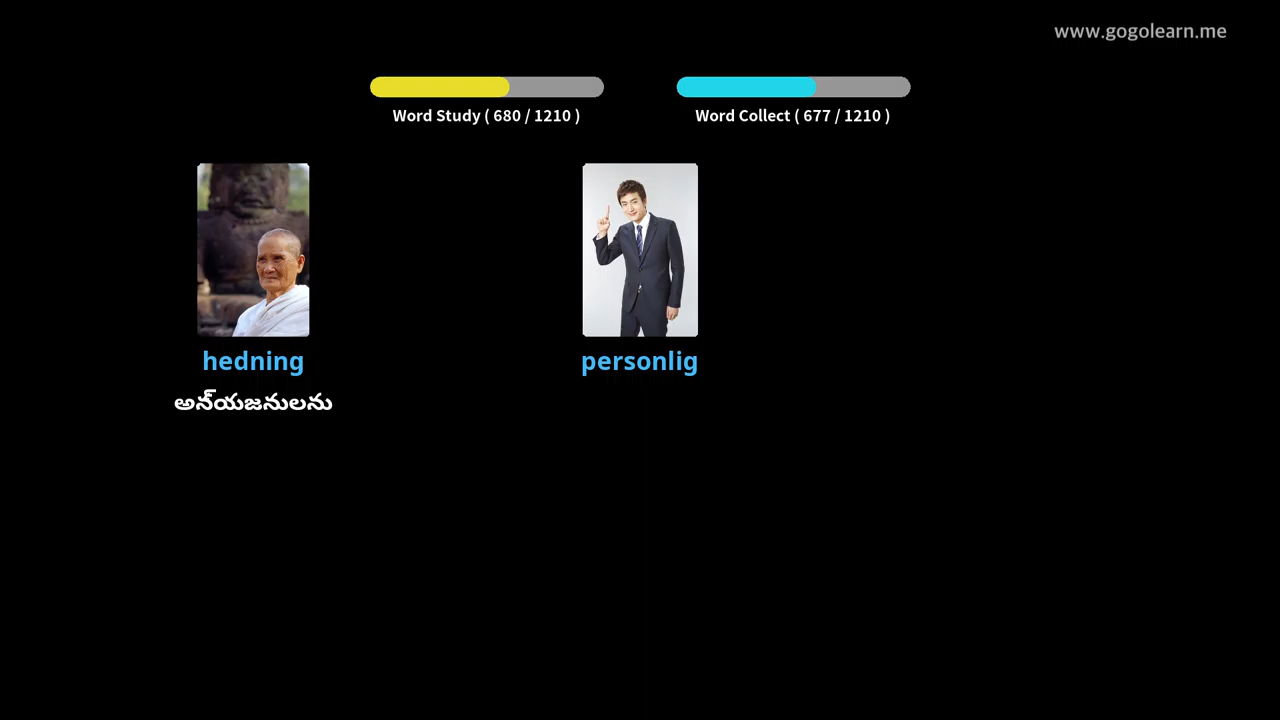 www.gogolearn.me
Word Study ( 680 / 1210 )
Word Collect ( 677 / 1210 )
hedning
personlig
అన్యజనులను